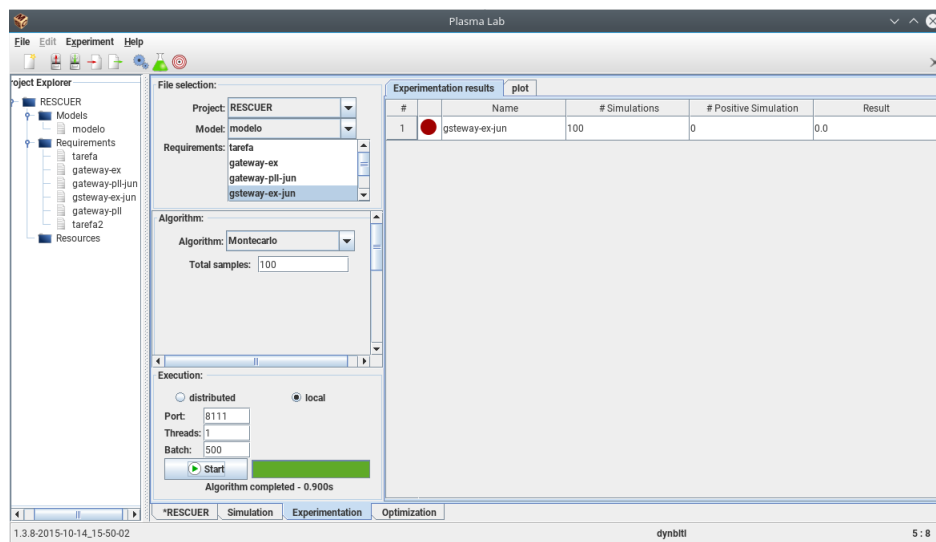 Plasma Lab
File Edit Experiment Help
roject Explorer
RESCUER
Models
modelo
Requirements
tarefa
gateway-ex
gateway-pll-jun
gsteway-ex-jun
gateway-pll
tarefa2
Resources
File selection:
Project: RESCUER
Model: modelo
Requirements: tarefa
gateway-ex
gateway-pll-jun
gsteway-ex-jun
Algorithm:
Algorithm: Montecarlo
Total samples: 100
Execution:
distributed local
Port: 8111
Threads: 1
Batch: 500
Start
Algorithm completed - 0.900s
Experimentation results plot
# Name # Simulations # Positive Simulation Result
1 gsteway-ex-jun 100 0 0.0
*RESCUER Simulation Experimentation Optimization
1.3.8-2015-10-14_15-50-02 dynbltl 5 : 8